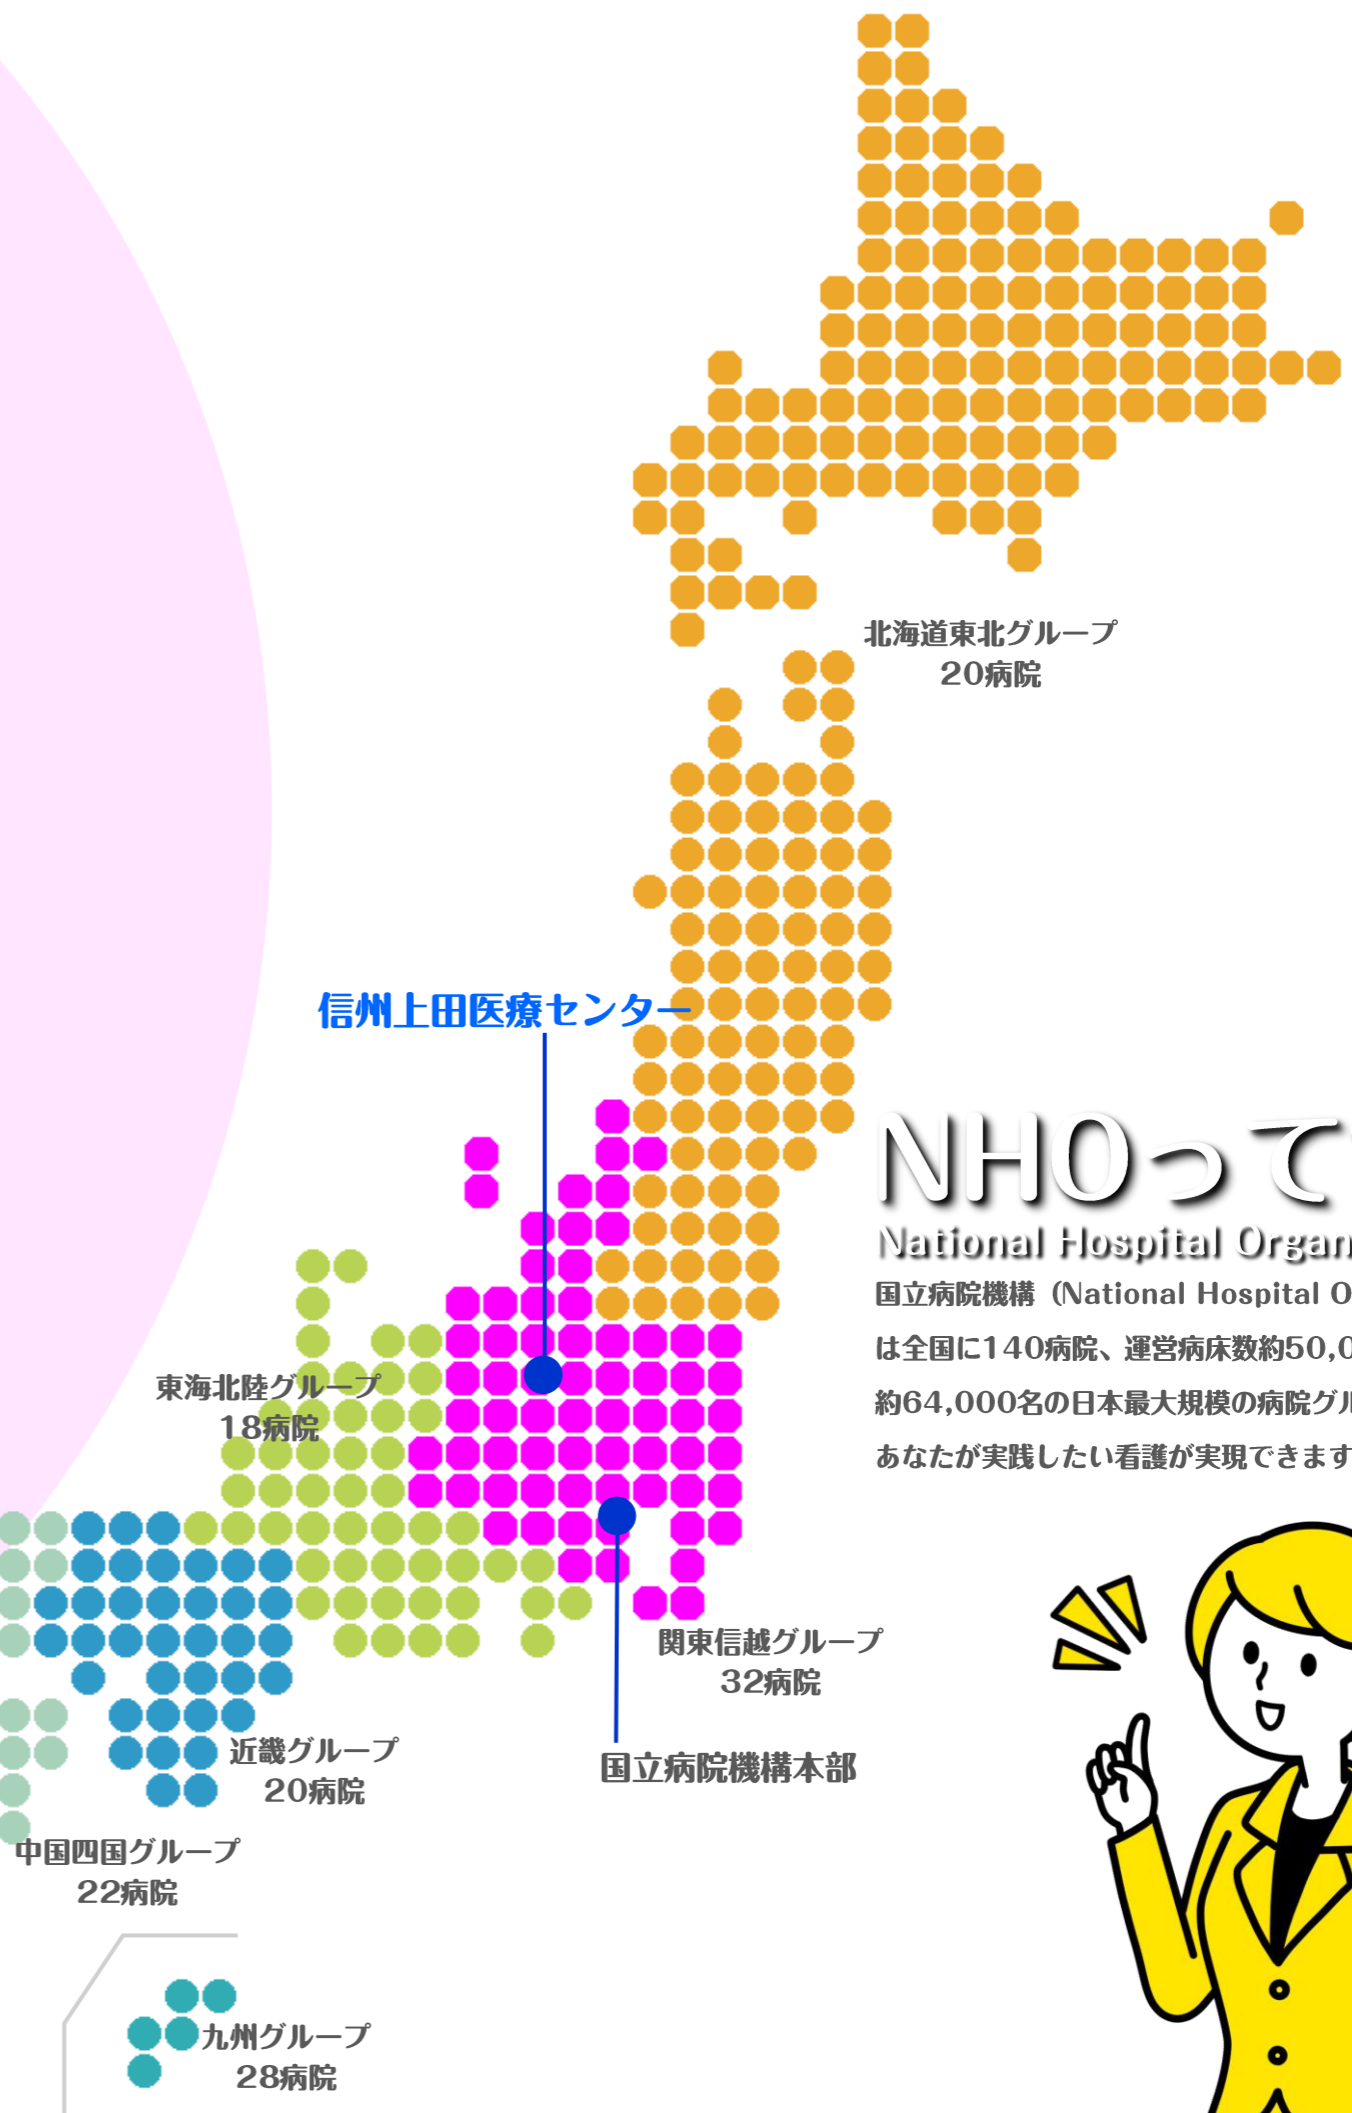 北海道東北グループ
20病院
信州上田医療センター
NHOって
National Hospital Organ
国立病院機構（National Hospital O
は全国に140病院、運営病床数約50,0
約64,000名の日本最大規模の病院グル
あなたが実践したい看護が実現できます
東海北陸グループ
18病院
関東信越グループ
32病院
国立病院機構本部
近畿グループ
20病院
中国四国グループ
22病院
九州グループ
28病院